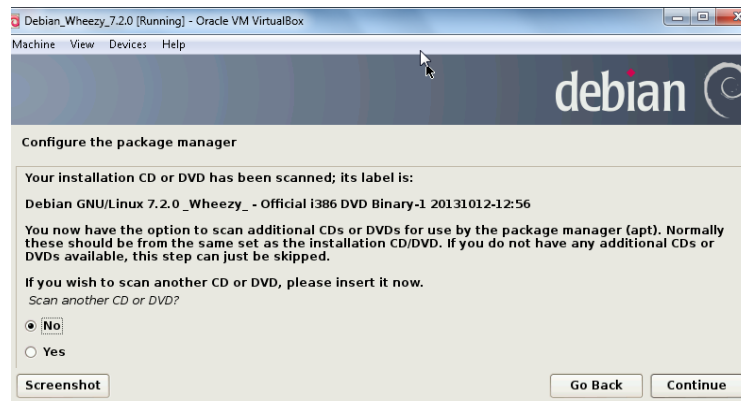 Debian_Wheezy_7.2.0 [Running] - Oracle VM VirtualBox
Machine View Devices Help
debian
Configure the package manager
Your installation CD or DVD has been scanned; its label is:
Debian GNU/Linux 7.2.0 _Wheezy_ - Official i386 DVD Binary-1 20131012-12:56
You now have the option to scan additional CDs or DVDs for use by the package manager (apt). Normally
these should be from the same set as the installation CD/DVD. If you do not have any additional CDs or
DVDs available, this step can just be skipped.
If you wish to scan another CD or DVD, please insert it now.
Scan another CD or DVD?
No
Yes
Screenshot
Go Back
Continue